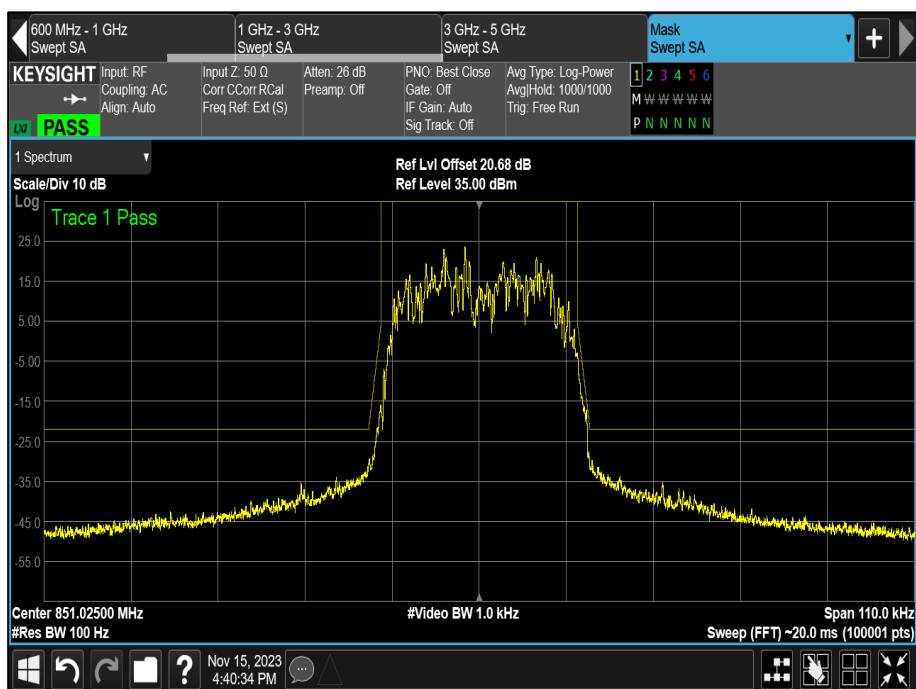 600 MHz - 1 GHz
Swept SA
1 GHz - 3 GHz
Swept SA
3 GHz - 5 GHz
Swept SA
Mask
Swept SA
+
KEYSIGHT
LXI
PASS
Input: RF
Coupling: AC
Align: Auto
Input Z: 50 Ω
Corr CCorr RCal
Freq Ref: Ext (S)
Atten: 26 dB
Preamp: Off
PNO: Best Close
Gate: Off
IF Gain: Auto
Sig Track: Off
Avg Type: Log-Power
Avg|Hold: 1000/1000
Trig: Free Run
1 2 3 4 5 6
M W W W W W
P N N N N N
1 Spectrum
Scale/Div 10 dB
Ref Lvl Offset 20.68 dB
Ref Level 35.00 dBm
Log
Trace 1 Pass
25.0
15.0
5.00
-5.00
-15.0
-25.0
-35.0
-45.0
-55.0
Center 851.02500 MHz
#Res BW 100 Hz
#Video BW 1.0 kHz
Span 110.0 kHz
Sweep (FFT) ~20.0 ms (100001 pts)
?
Nov 15, 2023
4:40:34 PM